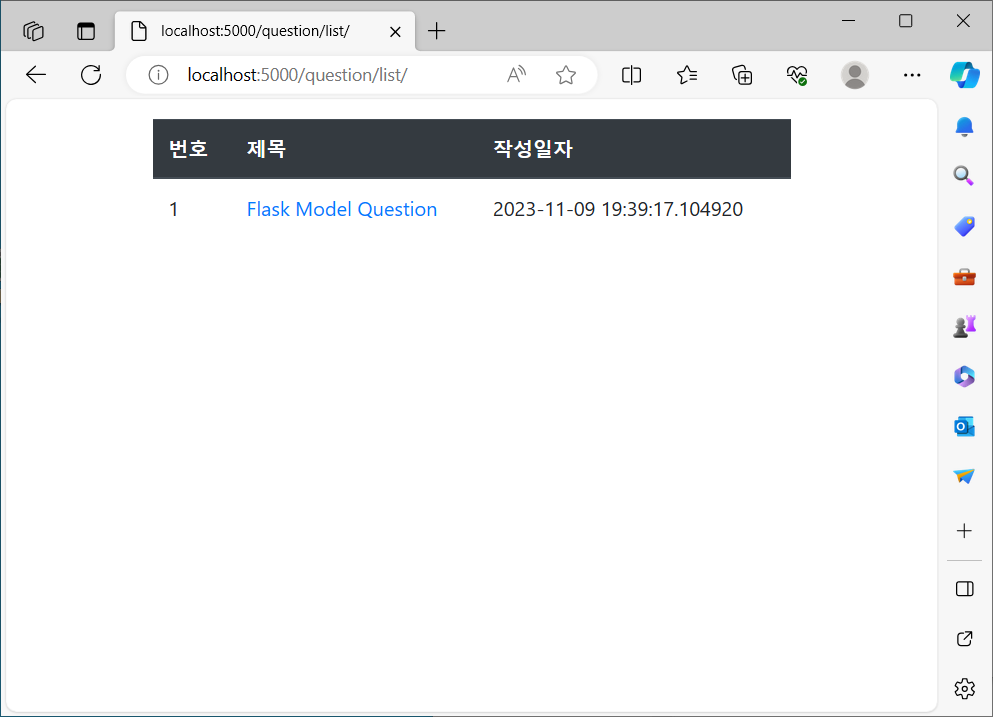 localhost:5000/question/list/
localhost:5000/question/list/
번호 제목 작성일자
1 Flask Model Question 2023-11-09 19:39:17.104920